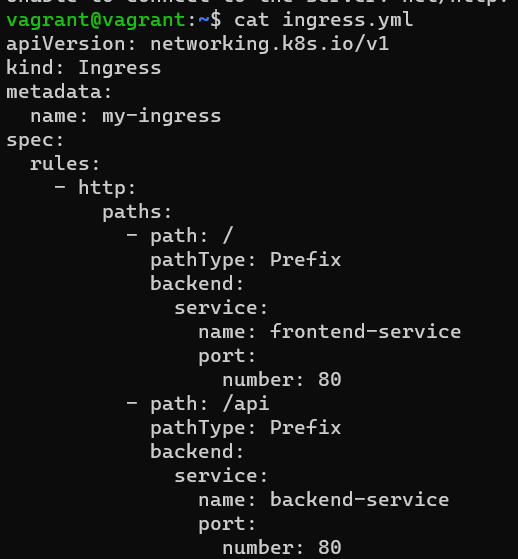 vagrant@vagrant:~$ cat ingress.yml
apiVersion: networking.k8s.io/v1
kind: Ingress
metadata:
  name: my-ingress
spec:
  rules:
    - http:
        paths:
          - path: /
            pathType: Prefix
            backend:
              service:
                name: frontend-service
                port:
                  number: 80
          - path: /api
            pathType: Prefix
            backend:
              service:
                name: backend-service
                port:
                  number: 80